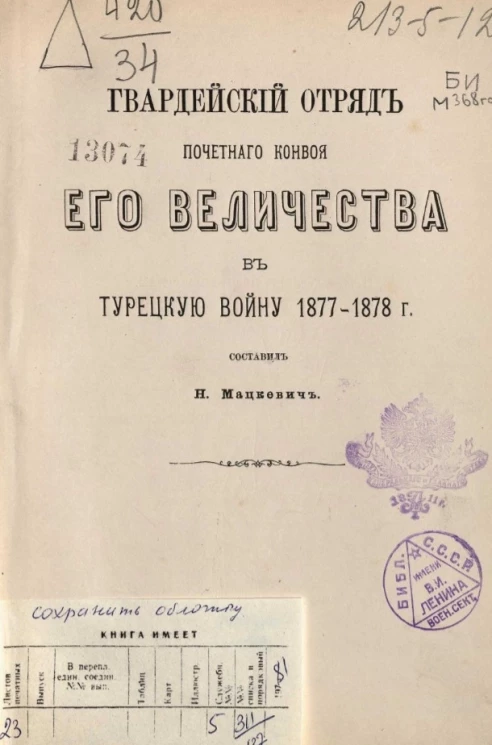 420
34
213-5-12
БИ
М368го
ГВАРДЕЙСКІЙ ОТРЯДЪ
13074
ПОЧЕТНАГО КОНВОЯ
ЕГО ВЕЛИЧЕСТВА
ВЪ
ТУРЕЦКУЮ ВОЙНУ 1877-1878 г.
СОСТАВИЛЪ
Н. Мацкевичъ.
БИБЛ. С.С.С.Р.
ИМЕНИ
В.И.
ЛЕНИНА
ВОЕН.СЕКТ.
сохранить обложку
КНИГА ИМЕЕТ
Листов печатных
Выпуск
В перепл. един. соедин. №№ вып.
Таблиц
Карт
Иллюстр.
Служебн. №№
№№ списка и порядковый
23
5
311